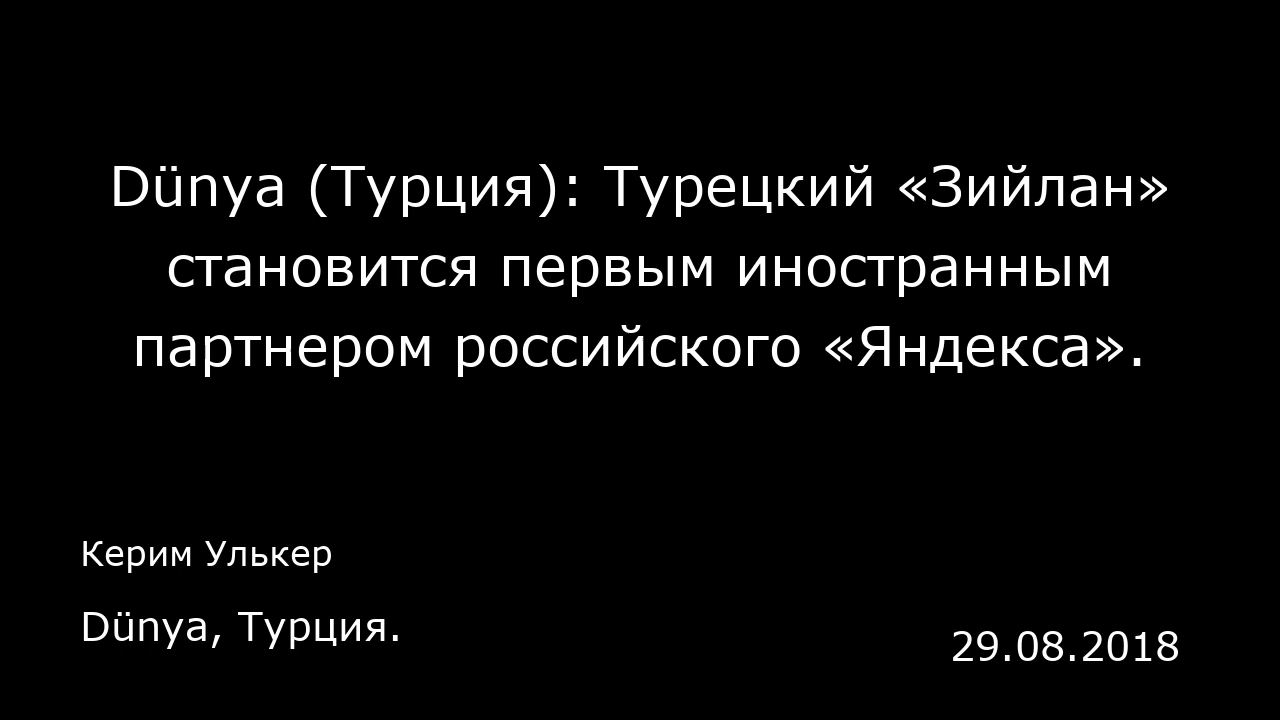 Dünya (Турция): Турецкий «Зийлан»
становится первым иностранным
партнером российского «Яндекса».
Керим Улькер
Dünya, Турция.
29.08.2018